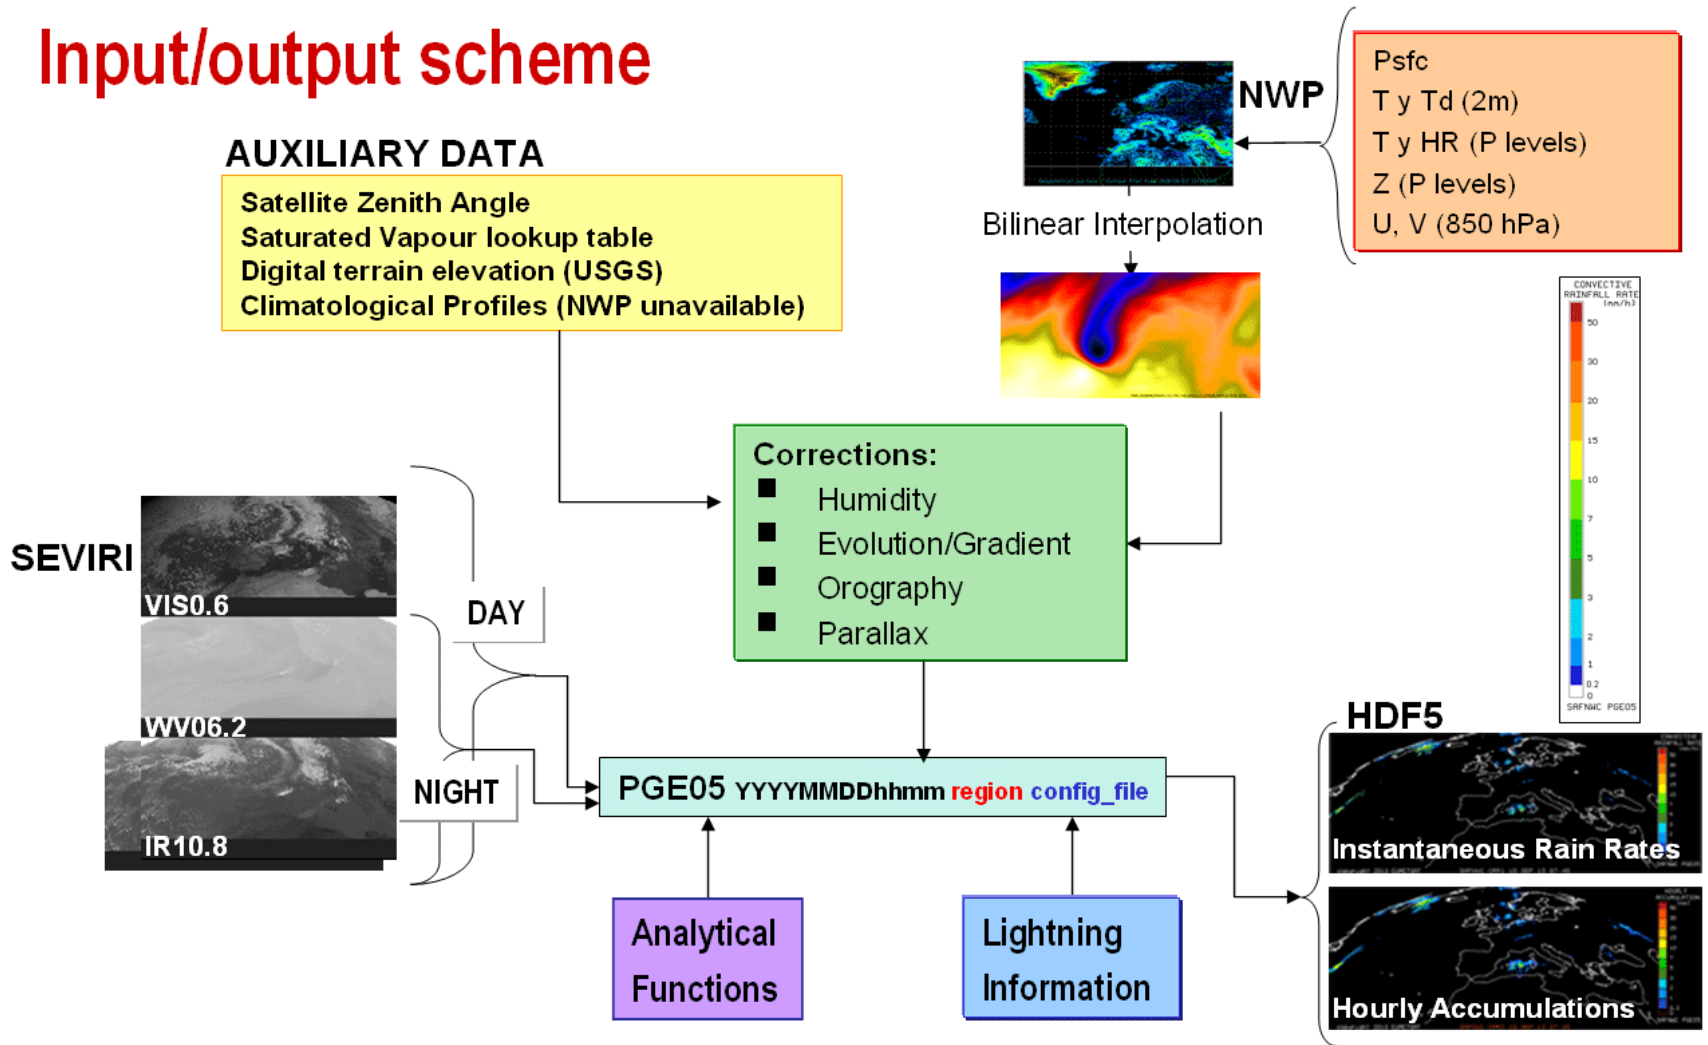 Input/output scheme
AUXILIARY DATA
Satellite Zenith Angle
Saturated Vapour lookup table
Digital terrain elevation (USGS)
Climatological Profiles (NWP unavailable)
NWP
Psfc
T y Td (2m)
T y HR (P levels)
Z (P levels)
U, V (850 hPa)
Bilinear Interpolation
CONVECTIVE
RAINFALL RATE
(mm/h)
50
30
20
15
10
7
5
3
2
1
0.2
0
SAFNWC PGE05
Corrections:
Humidity
Evolution/Gradient
Orography
Parallax
SEVIRI
VIS0.6
WV06.2
IR10.8
DAY
NIGHT
PGE05 YYYYMMDDhhmm region config_file
Analytical
Functions
Lightning
Information
HDF5
Instantaneous Rain Rates
Hourly Accumulations